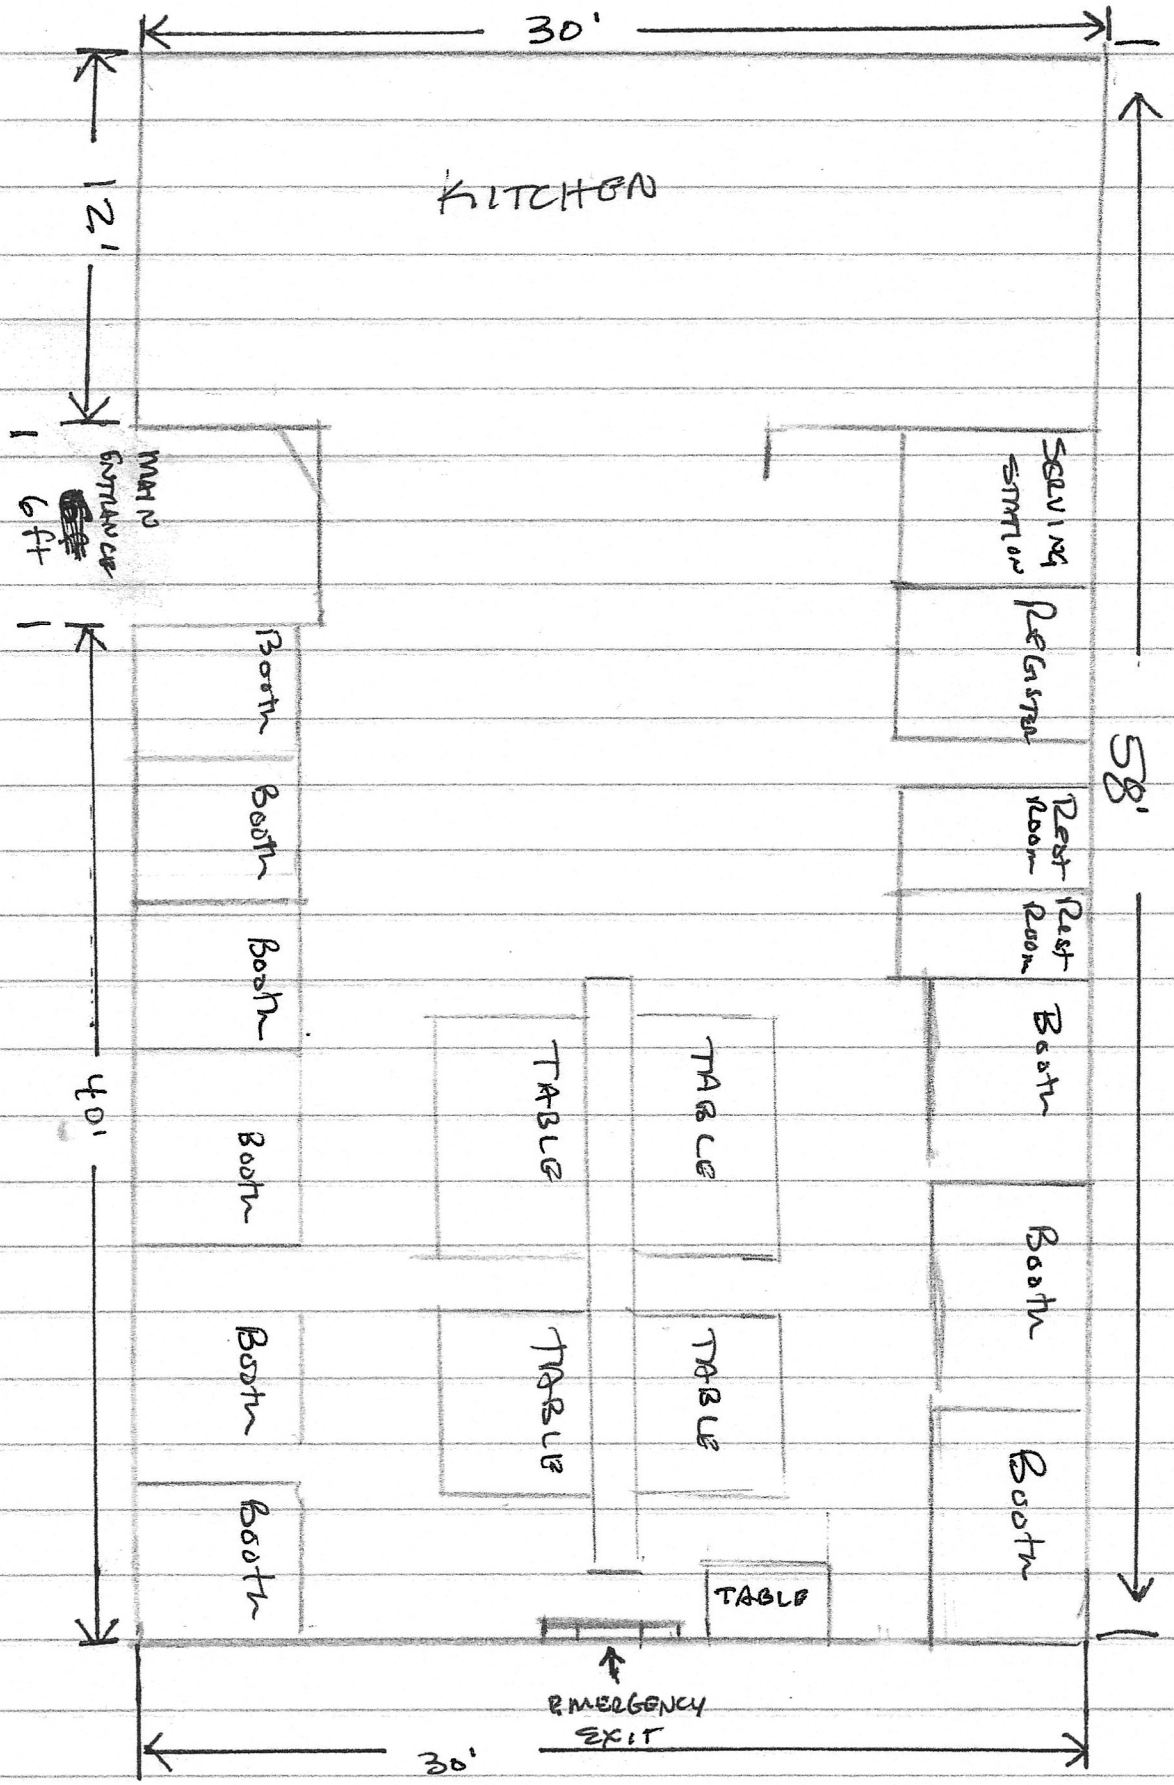 30'
12'
KITCHEN
MAIN
ENTRANCE
6 ft
SERVING
STATION
REGISTER
58'
Rest
Room
Rest
Room
Booth
Booth
Booth
Booth
Booth
Booth
40'
TABLE
TABLE
TABLE
TABLE
Booth
Booth
Booth
TABLE
EMERGENCY
EXIT
30'